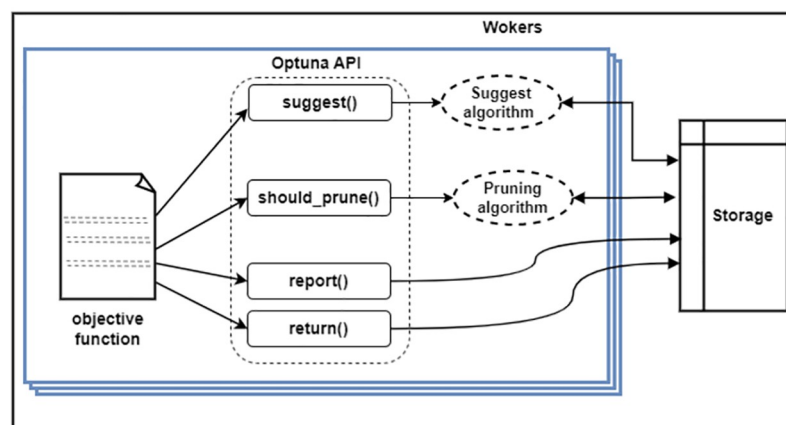 Wokers
Optuna API
suggest()
Suggest
algorithm
should_prune()
Pruning
algorithm
Storage
report()
return()
objective
function